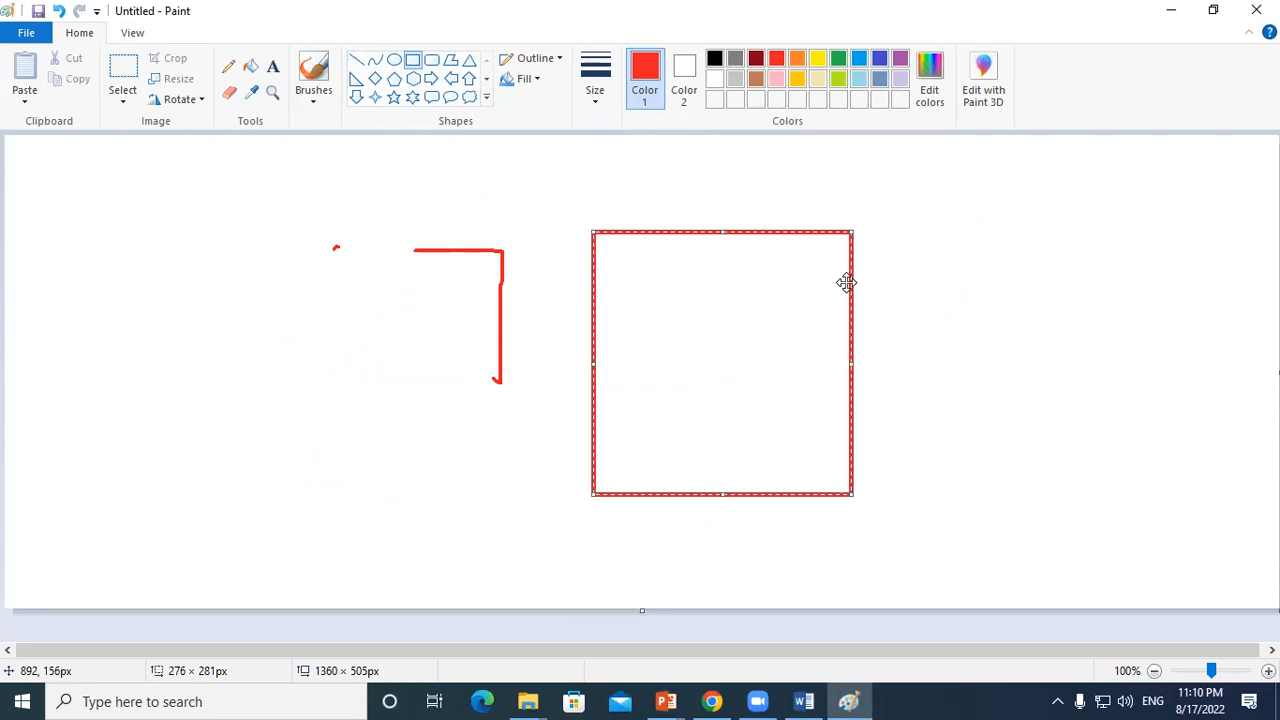 Untitled - Paint
File Home View
Paste
Cut
Copy
Clipboard
Select
Crop
Resize
Rotate
Image
A
Tools
Brushes
Outline
Fill
Shapes
Size
Color 1
Color 2
Edit colors
Colors
Edit with Paint 3D
892, 156px
276 × 281px
1360 × 505px
100%
Type here to search
ENG
11:10 PM
8/17/2022